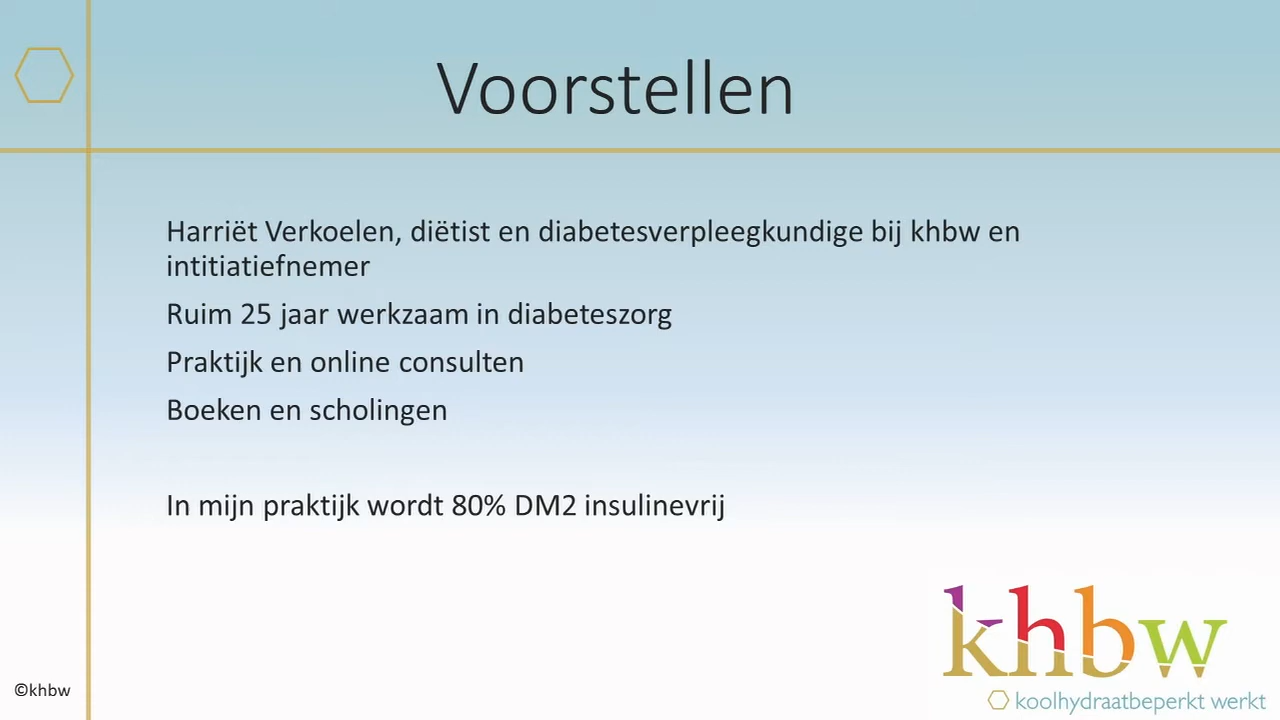 Voorstellen
Harriët Verkoelen, diëtist en diabetesverpleegkundige bij khbw en
intitiatiefnemer
Ruim 25 jaar werkzaam in diabeteszorg
Praktijk en online consulten
Boeken en scholingen
In mijn praktijk wordt 80% DM2 insulinevrij
khbw
koolhydraatbeperkt werkt
©khbw